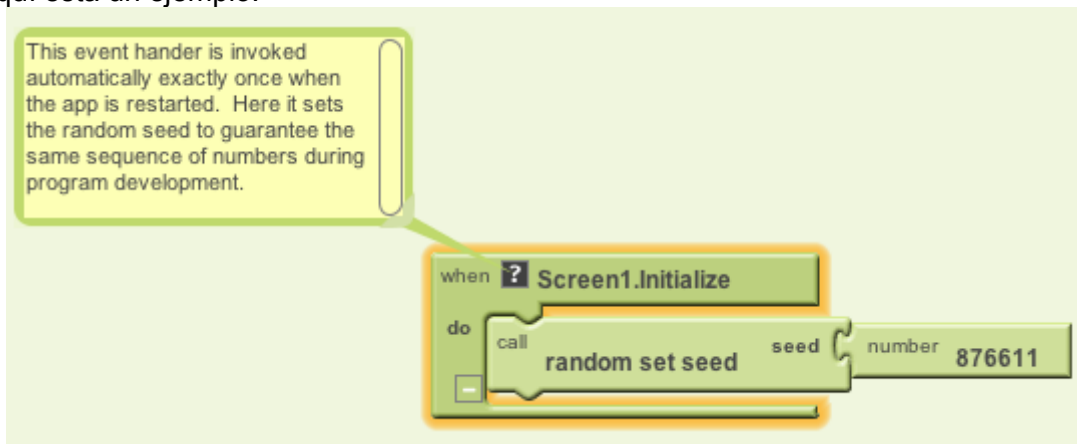 quí está un ejemplo:
This event hander is invoked
automatically exactly once when
the app is restarted. Here it sets
the random seed to guarantee the
same sequence of numbers during
program development.
when ? Screen1.Initialize
do
call random set seed seed number 876611